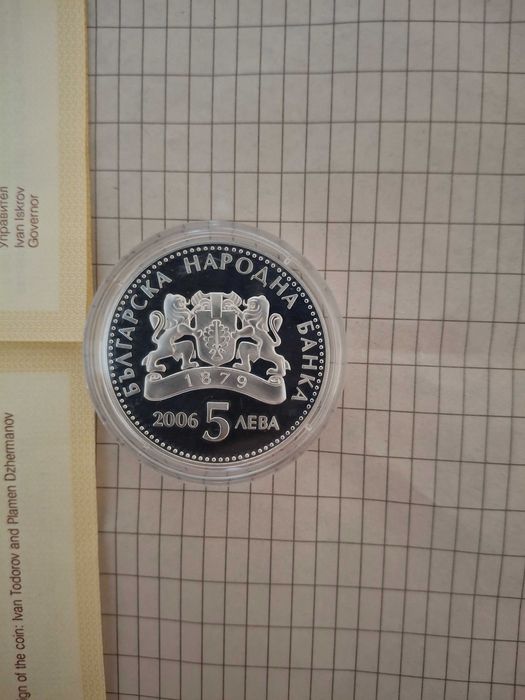 Управител
Ivan Iskrov
Governor
gn of the coin: Ivan Todorov and Plamen Dzhermanov
БЪЛГАРСКА НАРОДНА БАНКА
1879
2006 5 ЛЕВА